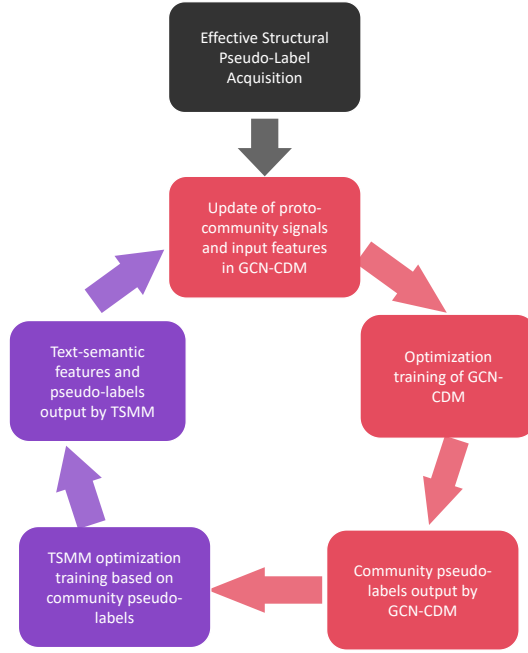 Effective Structural
Pseudo-Label
Acquisition
Update of proto-
community signals
and input features
in GCN-CDM
Optimization
training of GCN-
CDM
Community pseudo-
labels output by
GCN-CDM
TSMM optimization
training based on
community pseudo-
labels
Text-semantic
features and
pseudo-labels
output by TSMM